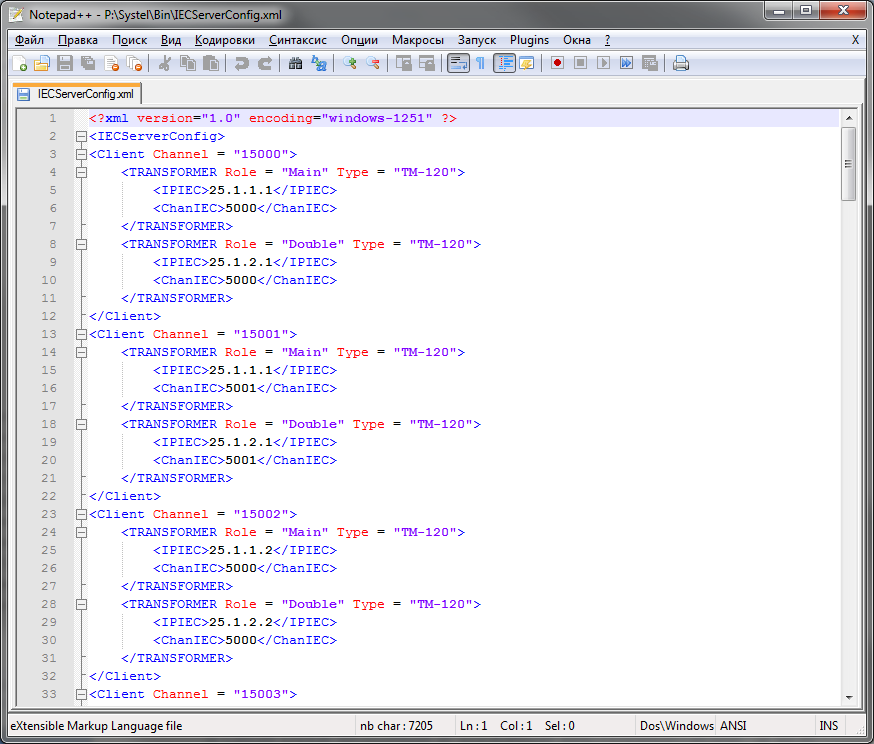 Notepad++ - P:\Systel\Bin\IECServerConfig.xml
Файл Правка Поиск Вид Кодировки Синтаксис Опции Макросы Запуск Plugins Окна ? X
IECServerConfig.xml
1 <?xml version="1.0" encoding="windows-1251" ?>
2 <IECServerConfig>
3 <Client Channel = "15000">
4 <TRANSFORMER Role = "Main" Type = "TM-120">
5 <IPIEC>25.1.1.1</IPIEC>
6 <ChanIEC>5000</ChanIEC>
7 </TRANSFORMER>
8 <TRANSFORMER Role = "Double" Type = "TM-120">
9 <IPIEC>25.1.2.1</IPIEC>
10 <ChanIEC>5000</ChanIEC>
11 </TRANSFORMER>
12 </Client>
13 <Client Channel = "15001">
14 <TRANSFORMER Role = "Main" Type = "TM-120">
15 <IPIEC>25.1.1.1</IPIEC>
16 <ChanIEC>5001</ChanIEC>
17 </TRANSFORMER>
18 <TRANSFORMER Role = "Double" Type = "TM-120">
19 <IPIEC>25.1.2.1</IPIEC>
20 <ChanIEC>5001</ChanIEC>
21 </TRANSFORMER>
22 </Client>
23 <Client Channel = "15002">
24 <TRANSFORMER Role = "Main" Type = "TM-120">
25 <IPIEC>25.1.1.2</IPIEC>
26 <ChanIEC>5000</ChanIEC>
27 </TRANSFORMER>
28 <TRANSFORMER Role = "Double" Type = "TM-120">
29 <IPIEC>25.1.2.2</IPIEC>
30 <ChanIEC>5000</ChanIEC>
31 </TRANSFORMER>
32 </Client>
33 <Client Channel = "15003">
eXtensible Markup Language file nb char : 7205 Ln : 1 Col : 1 Sel : 0 Dos\Windows ANSI INS